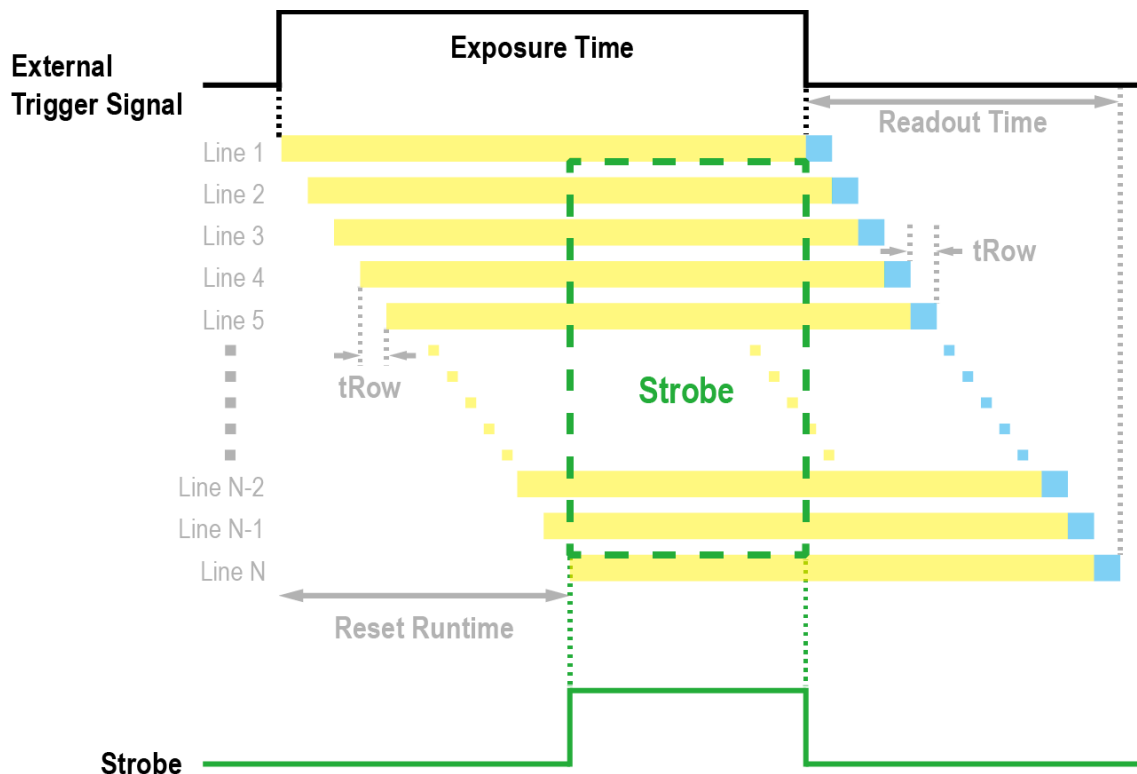 Exposure Time
External
Trigger Signal
Readout Time
Line 1
Line 2
Line 3
tRow
Line 4
Line 5
tRow
Strobe
Line N-2
Line N-1
Line N
Reset Runtime
Strobe